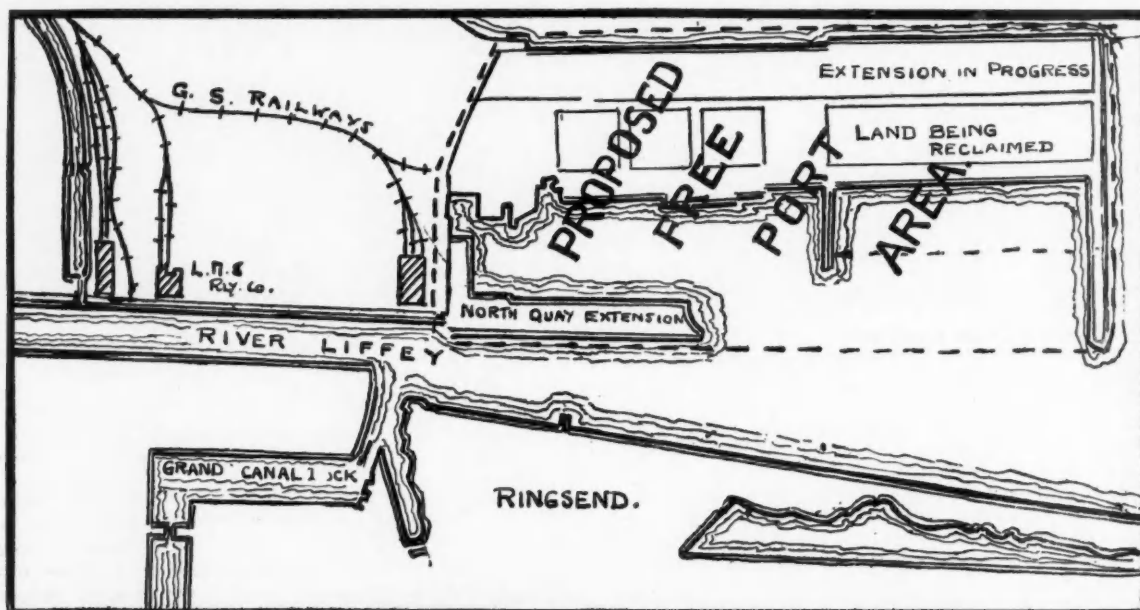 EXTENSION IN PROGRESS
G. S. RAILWAYS
LAND BEING
RECLAIMED
PROPOSED
FREE
PORT
AREA.
L.M.S
RLY. CO.
NORTH QUAY EXTENSION
RIVER LIFFEY
GRAND CANAL
RINGSEND.